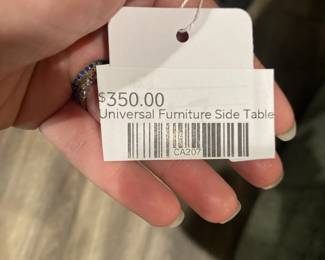 $350.00
Universal Furniture Side Table
CA207